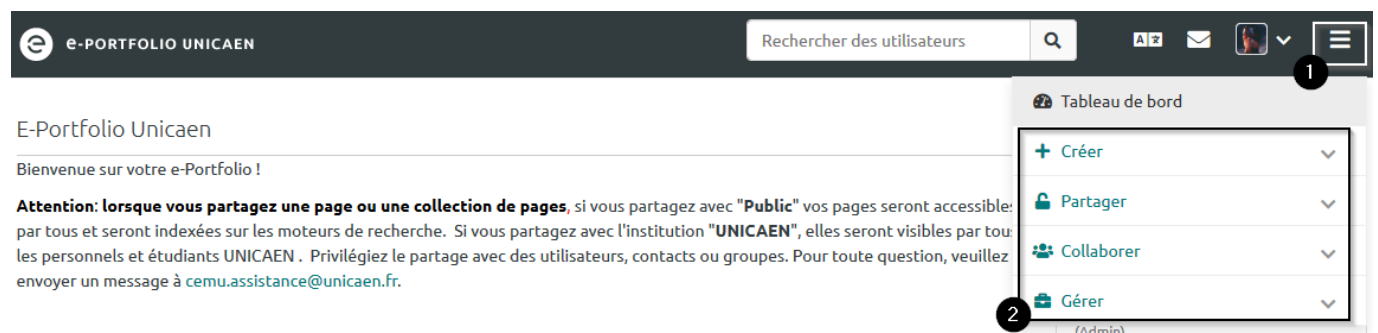 e-PORTFOLIO UNICAEN
Rechercher des utilisateurs
1
Tableau de bord
E-Portfolio Unicaen
Créer
Bienvenue sur votre e-Portfolio !
Attention: lorsque vous partagez une page ou une collection de pages, si vous partagez avec "Public" vos pages seront accessibles
Partager
par tous et seront indexées sur les moteurs de recherche. Si vous partagez avec l'institution "UNICAEN", elles seront visibles par tou
les personnels et étudiants UNICAEN . Privilégiez le partage avec des utilisateurs, contacts ou groupes. Pour toute question, veuillez
Collaborer
envoyer un message à cemu.assistance@unicaen.fr.
Gérer
2
(Admin)